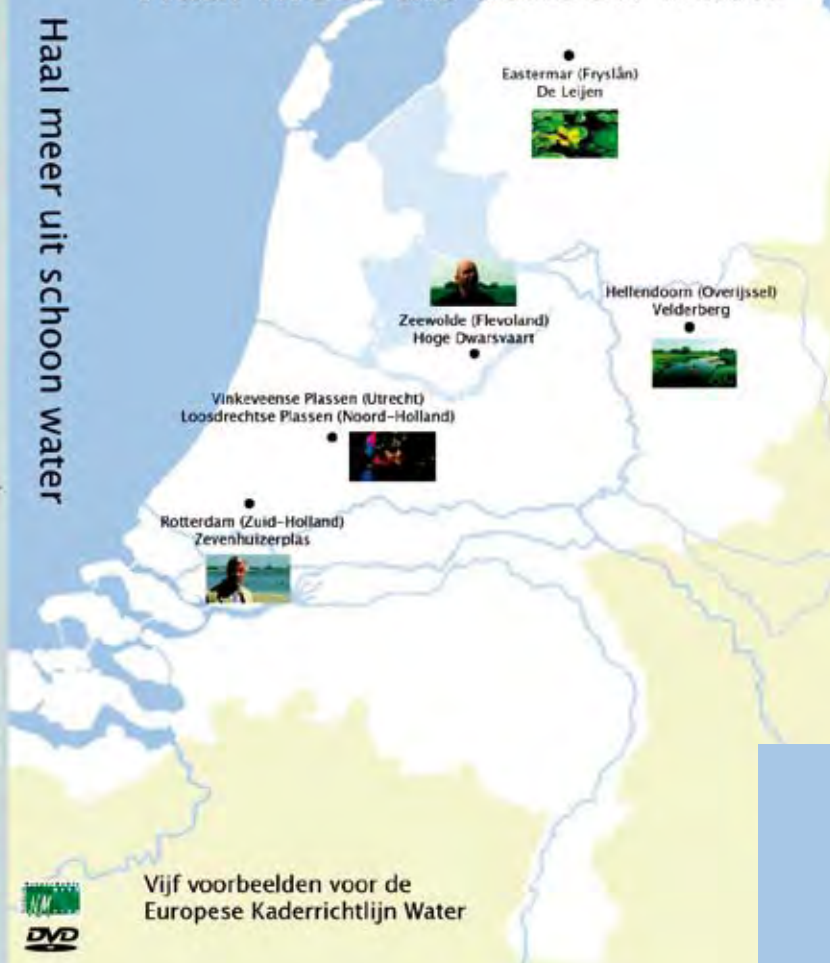 Haal meer uit schoon water
Eastermar (Fryslân)
De Leijen
Zeewolde (Flevoland)
Hoge Dwarsvaart
Hellendoorn (Overijssel)
Velderberg
Vinkeveense Plassen (Utrecht)
Loosdrechtse Plassen (Noord-Holland)
Rotterdam (Zuid-Holland)
Zevenhuizerplas
Vijf voorbeelden voor de
Europese Kaderrichtlijn Water
NM
DVD